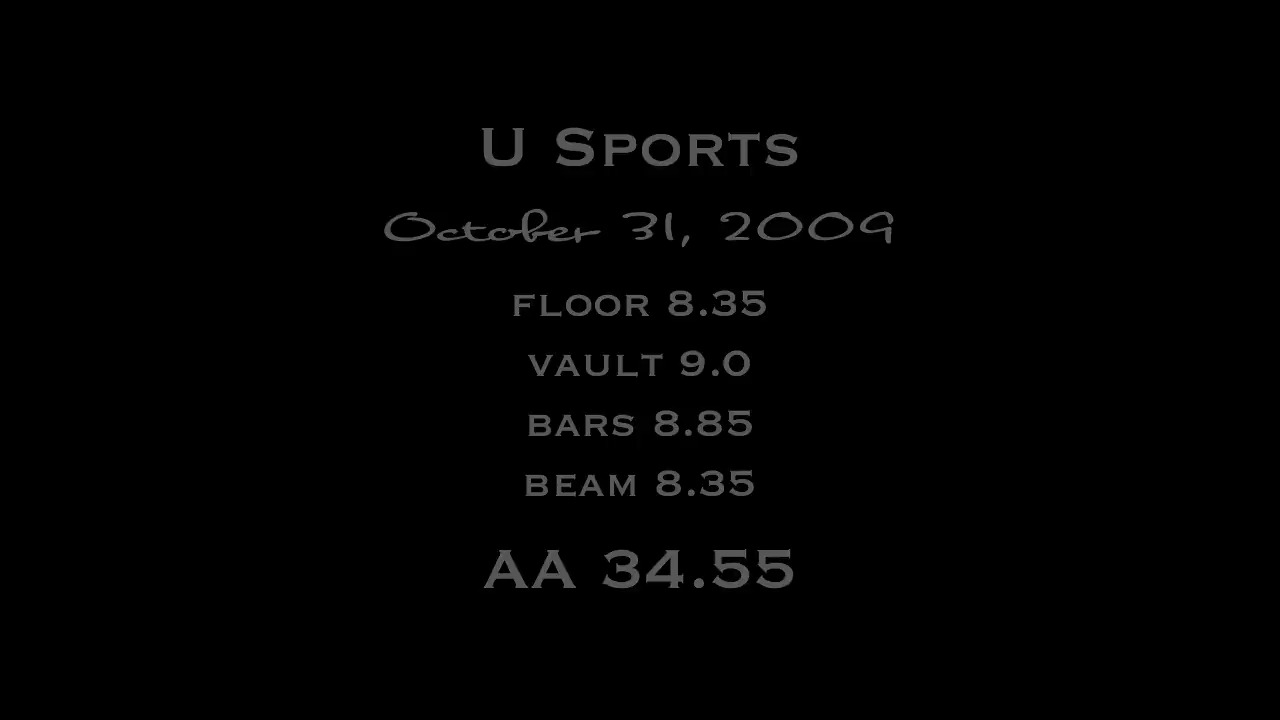 U Sports
October 31, 2009
FLOOR 8.35
VAULT 9.0
BARS 8.85
BEAM 8.35
AA 34.55